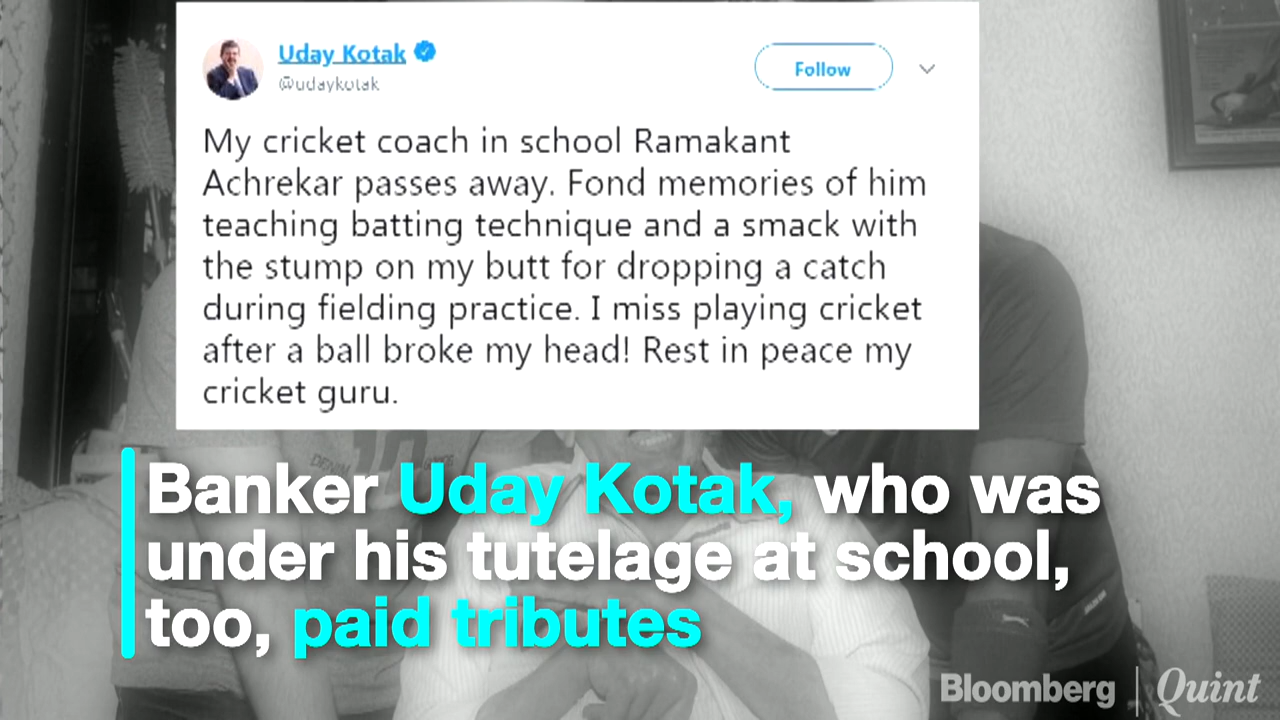 Uday Kotak
@udaykotak
Follow
My cricket coach in school Ramakant
Achrekar passes away. Fond memories of him
teaching batting technique and a smack with
the stump on my butt for dropping a catch
during fielding practice. I miss playing cricket
after a ball broke my head! Rest in peace my
cricket guru.
Banker Uday Kotak, who was
under his tutelage at school,
too, paid tributes
Bloomberg | Quint